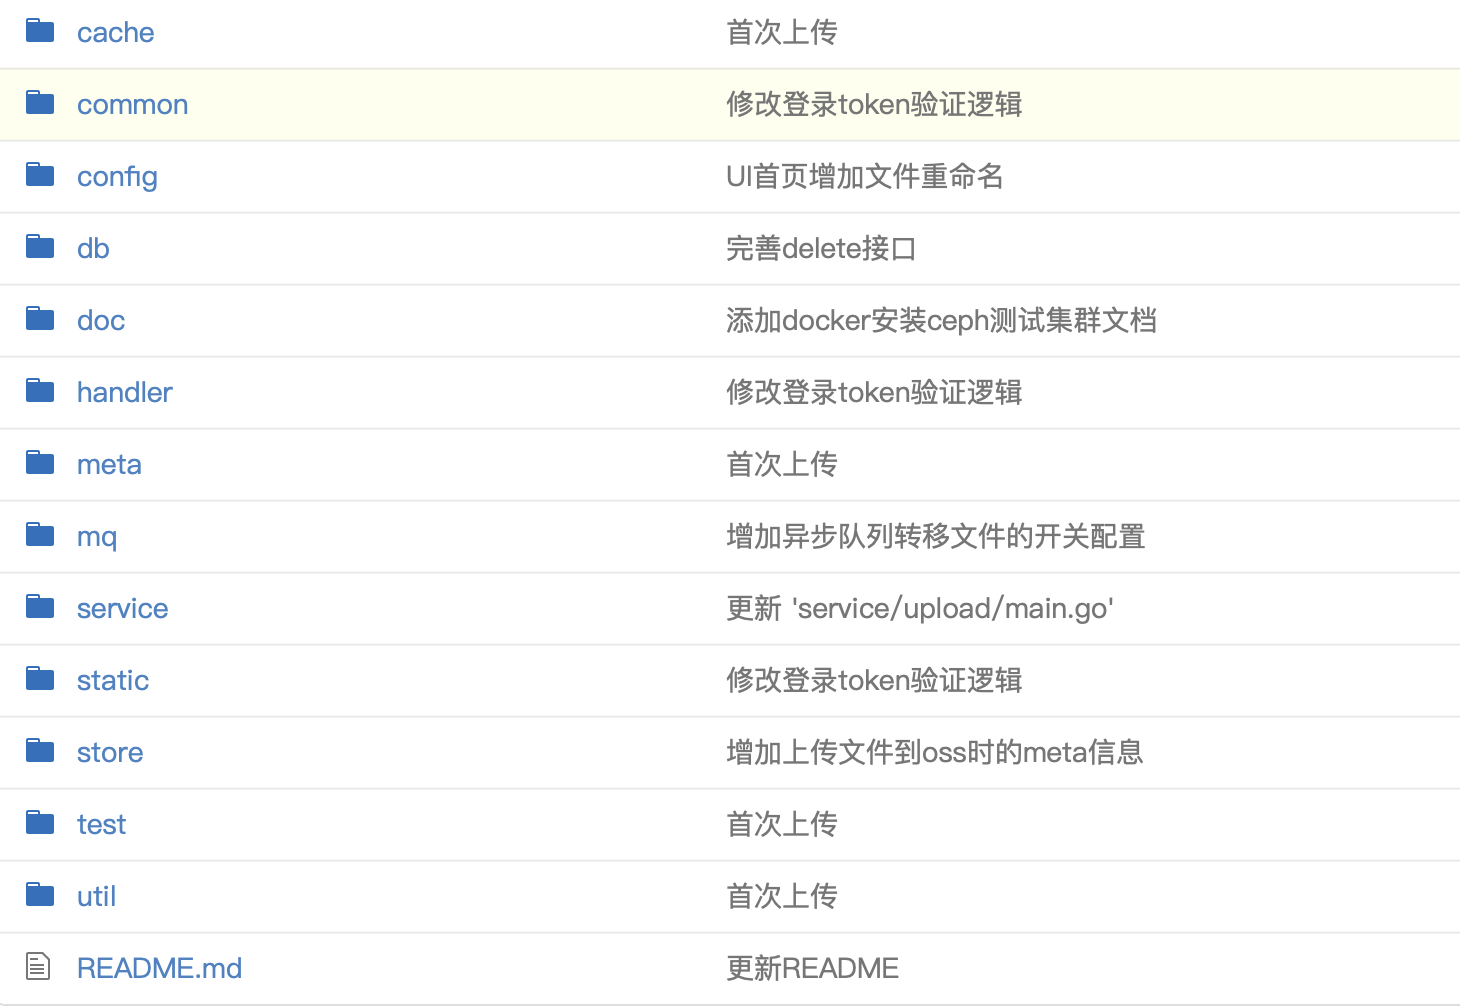 cache 首次上传
common 修改登录token验证逻辑
config UI首页增加文件重命名
db 完善delete接口
doc 添加docker安装ceph测试集群文档
handler 修改登录token验证逻辑
meta 首次上传
mq 增加异步队列转移文件的开关配置
service 更新 'service/upload/main.go'
static 修改登录token验证逻辑
store 增加上传文件到oss时的meta信息
test 首次上传
util 首次上传
README.md 更新README